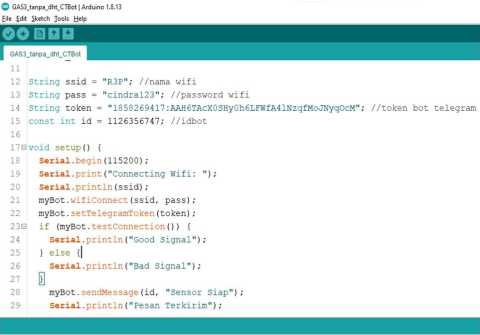 GAS3_tanpa_dht_CTBot | Arduino 1.8.13
File Edit Sketch Tools Help
GAS3_tanpa_dht_CTBot
11
12 String ssid = "R3P"; //nama wifi
13 String pass = "cindra123"; //password wifi
14 String token = "1858269417:AAH6TAcX0SHyGh6LFWfA4lNzqfMoJNyqOcM"; //token bot telegram
15 const int id = 1126356747; //idbot
16
17 void setup() {
18 Serial.begin(115200);
19 Serial.print("Connecting Wifi: ");
20 Serial.println(ssid);
21 myBot.wifiConnect(ssid, pass);
22 myBot.setTelegramToken(token);
23 if (myBot.testConnection()) {
24 Serial.println("Good Signal");
25 } else {
26 Serial.println("Bad Signal");
27 }
28 myBot.sendMessage(id, "Sensor Siap");
29 Serial.println("Pesan Terkirim");